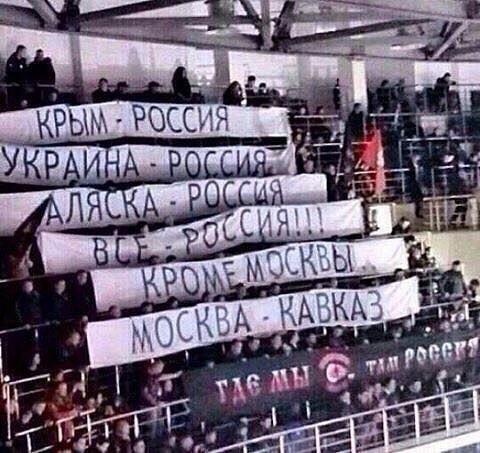 КРЫМ - РОССИЯ
УКРАИНА - РОССИЯ
АЛЯСКА - РОССИЯ
ВСЕ - РОССИЯ!!!
КРОМЕ МОСКВЫ...
МОСКВА - КАВКАЗ
ГДЕ МЫ ТАМ РОССИЯ